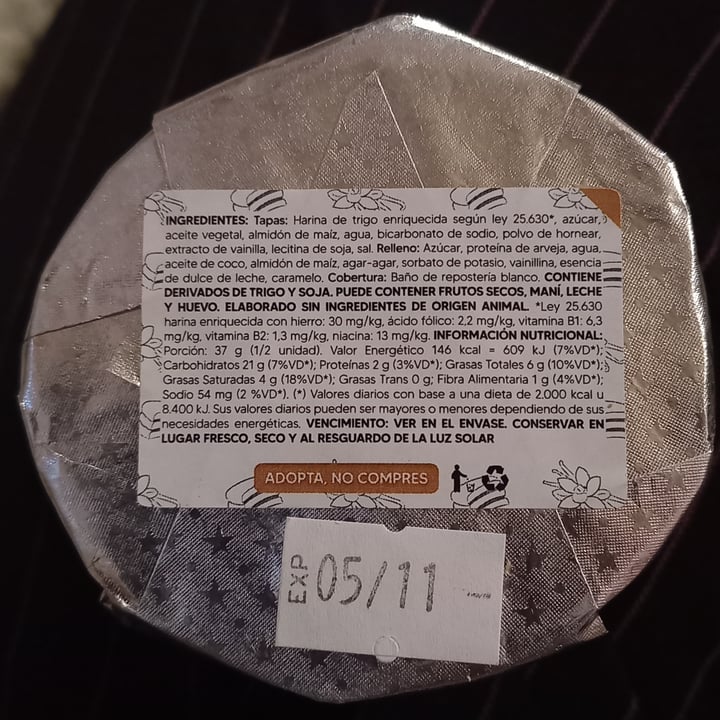 INGREDIENTES: Tapas: Harina de trigo enriquecida según ley 25.630*, azúcar,
aceite vegetal, almidón de maíz, agua, bicarbonato de sodio, polvo de hornear,
extracto de vainilla, lecitina de soja, sal. Relleno: Azúcar, proteína de arveja, agua,
aceite de coco, almidón de maíz, agar-agar, sorbato de potasio, vainillina, esencia
de dulce de leche, caramelo. Cobertura: Baño de repostería blanco. CONTIENE
DERIVADOS DE TRIGO Y SOJA. PUEDE CONTENER FRUTOS SECOS, MANÍ, LECHE
Y HUEVO. ELABORADO SIN INGREDIENTES DE ORIGEN ANIMAL. *Ley 25.630
harina enriquecida con hierro: 30 mg/kg, ácido fólico: 2,2 mg/kg, vitamina B1: 6,3
mg/kg, vitamina B2: 1,3 mg/kg, niacina: 13 mg/kg. INFORMACIÓN NUTRICIONAL:
Porción: 37 g (1/2 unidad). Valor Energético 146 kcal = 609 kJ (7%VD*);
Carbohidratos 21 g (7%VD*); Proteínas 2 g (3%VD*); Grasas Totales 6 g (10%VD*);
Grasas Saturadas 4 g (18%VD*); Grasas Trans 0 g; Fibra Alimentaria 1 g (4%VD*);
Sodio 54 mg (2 %VD*). (*) Valores diarios con base a una dieta de 2.000 kcal u
8.400 kJ. Sus valores diarios pueden ser mayores o menores dependiendo de sus
necesidades energéticas. VENCIMIENTO: VER EN EL ENVASE. CONSERVAR EN
LUGAR FRESCO, SECO Y AL RESGUARDO DE LA LUZ SOLAR
ADOPTA, NO COMPRES
EXP 05/11